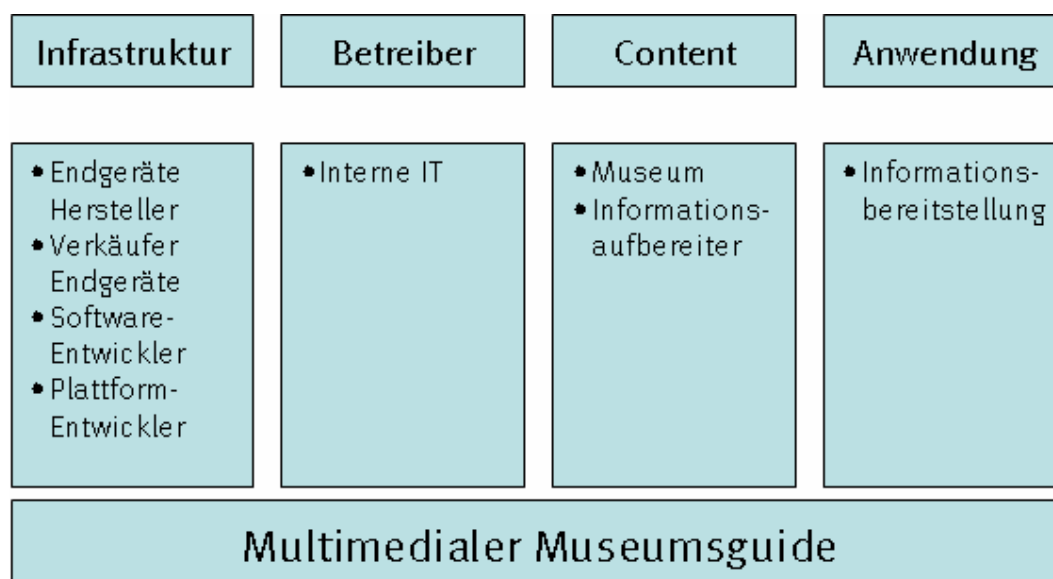 Infrastruktur
Betreiber
Content
Anwendung
• Endgeräte
Hersteller
• Verkäufer
Endgeräte
• Software-
Entwickler
• Plattform-
Entwickler
• Interne IT
• Museum
• Informations-
aufbereiter
• Informations-
bereitstellung
Multimedialer Museumsguide